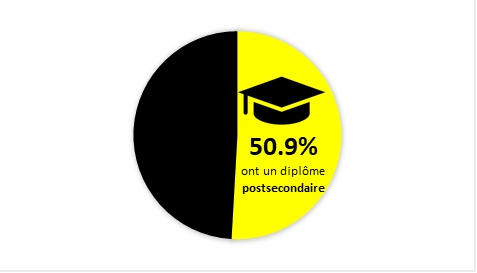 50.9%
ont un diplôme
postsecondaire